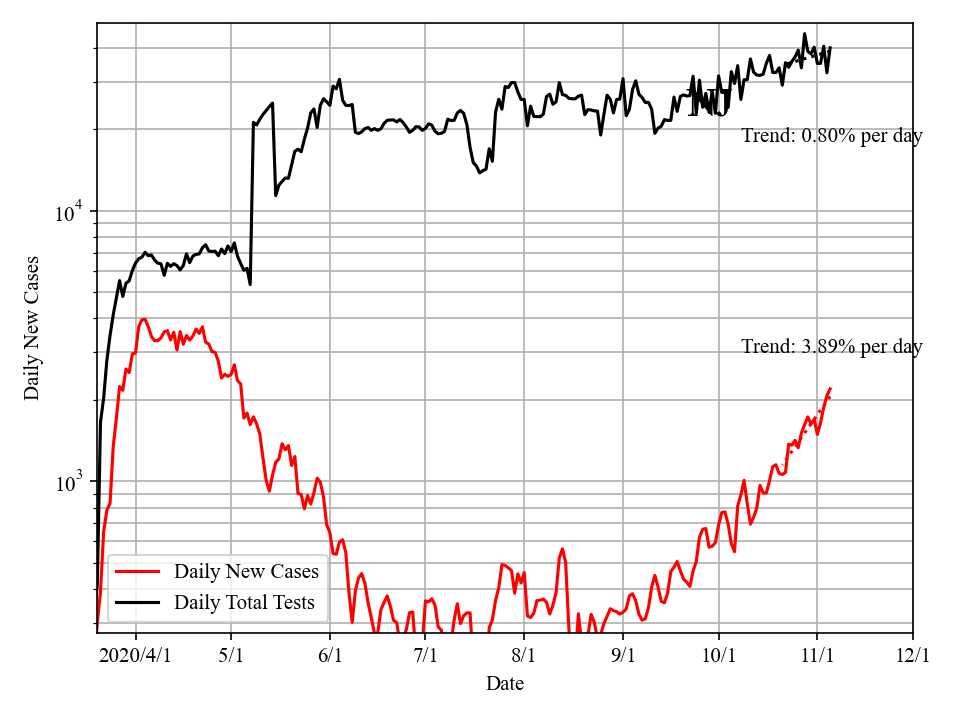 NJ
Trend: 0.80% per day
10^4
Daily New Cases
Trend: 3.89% per day
10^3
Daily New Cases
Daily Total Tests
2020/4/1 5/1 6/1 7/1 8/1 9/1 10/1 11/1 12/1
Date